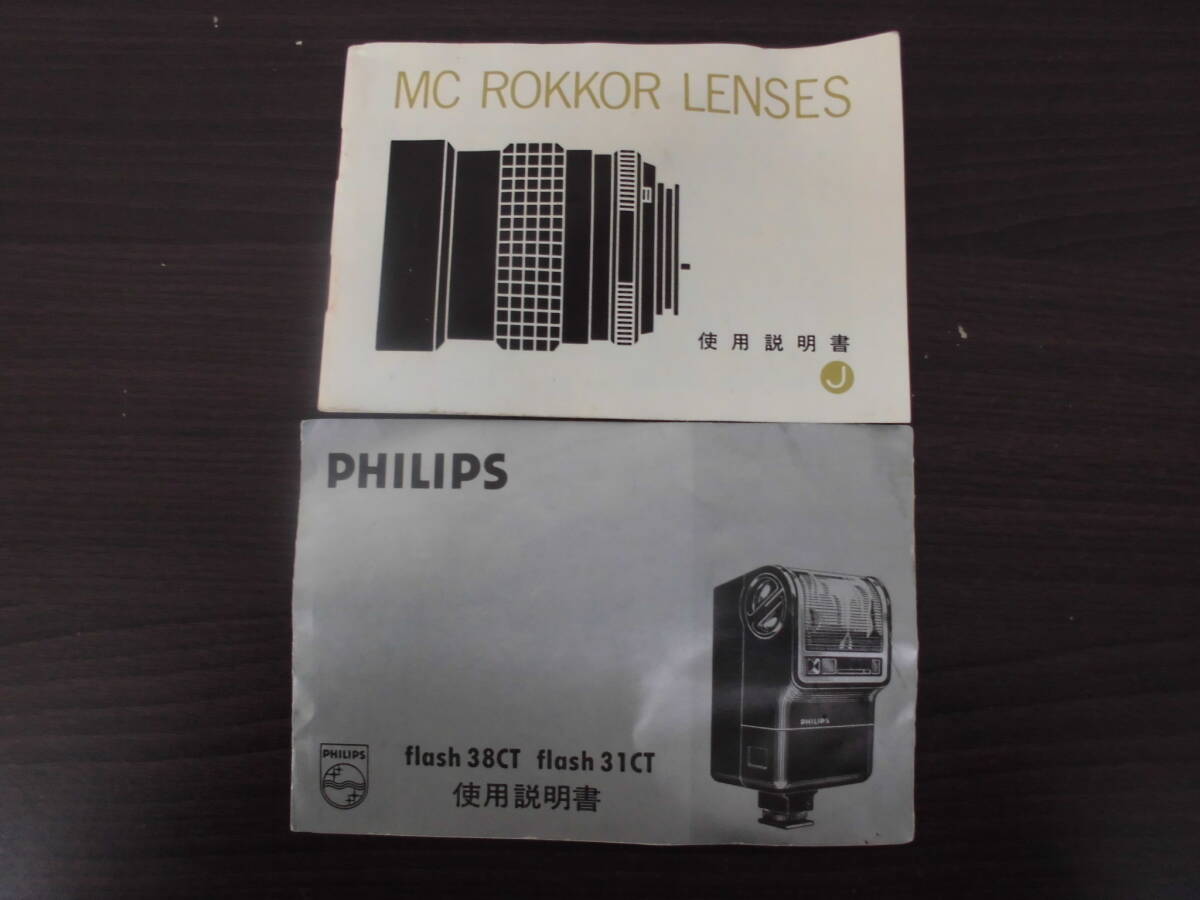 MC ROKKOR LENSES
使用説明書
J
PHILIPS
PHILIPS
PHILIPS
flash 38CT flash 31CT
使用説明書